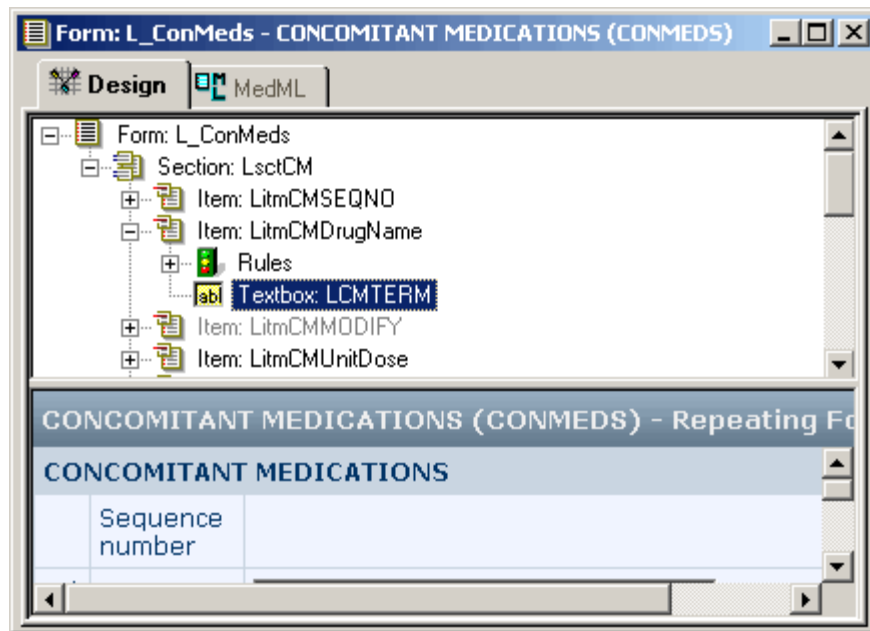 Form: L_ConMeds - CONCOMITANT MEDICATIONS (CONMEDS)
Design MedML
Form: L_ConMeds
Section: LsctCM
Item: LitmCMSEQNO
Item: LitmCMDrugName
Rules
abl Textbox: LCMTERM
Item: LitmCMMODIFY
Item: LitmCMUnitDose
CONCOMITANT MEDICATIONS (CONMEDS) - Repeating Fo
CONCOMITANT MEDICATIONS
Sequence
number